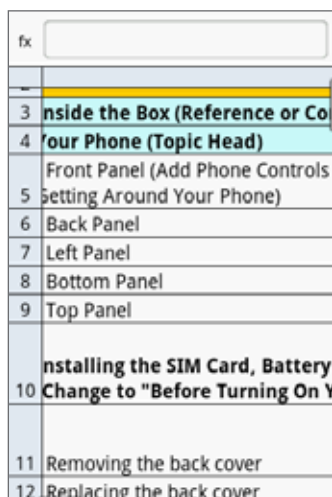 fx
3 nside the Box (Reference or Co
4 Your Phone (Topic Head)
Front Panel (Add Phone Controls
5 Getting Around Your Phone)
6 Back Panel
7 Left Panel
8 Bottom Panel
9 Top Panel
nstalling the SIM Card, Battery
10 Change to "Before Turning On Y
11 Removing the back cover
12 Replacing the back cover